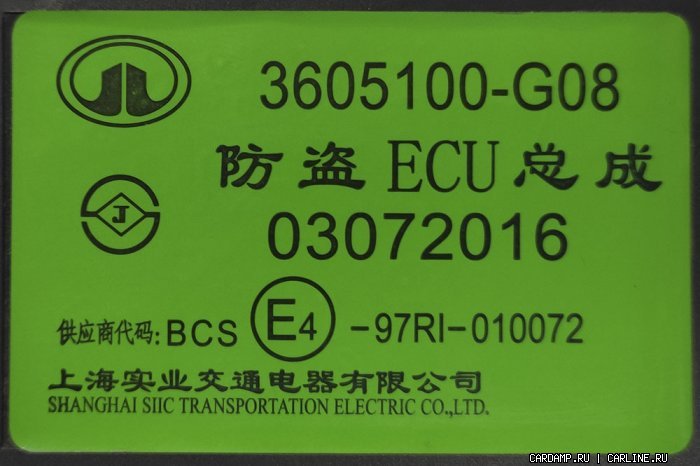 3605100-G08
防盗ECU总成
J
03072016
供应商代码: BCS E4 -97RI-010072
上海实业交通电器有限公司
SHANGHAI SIIC TRANSPORTATION ELECTRIC CO.,LTD.
CARDAMP.RU | CARLINE.RU